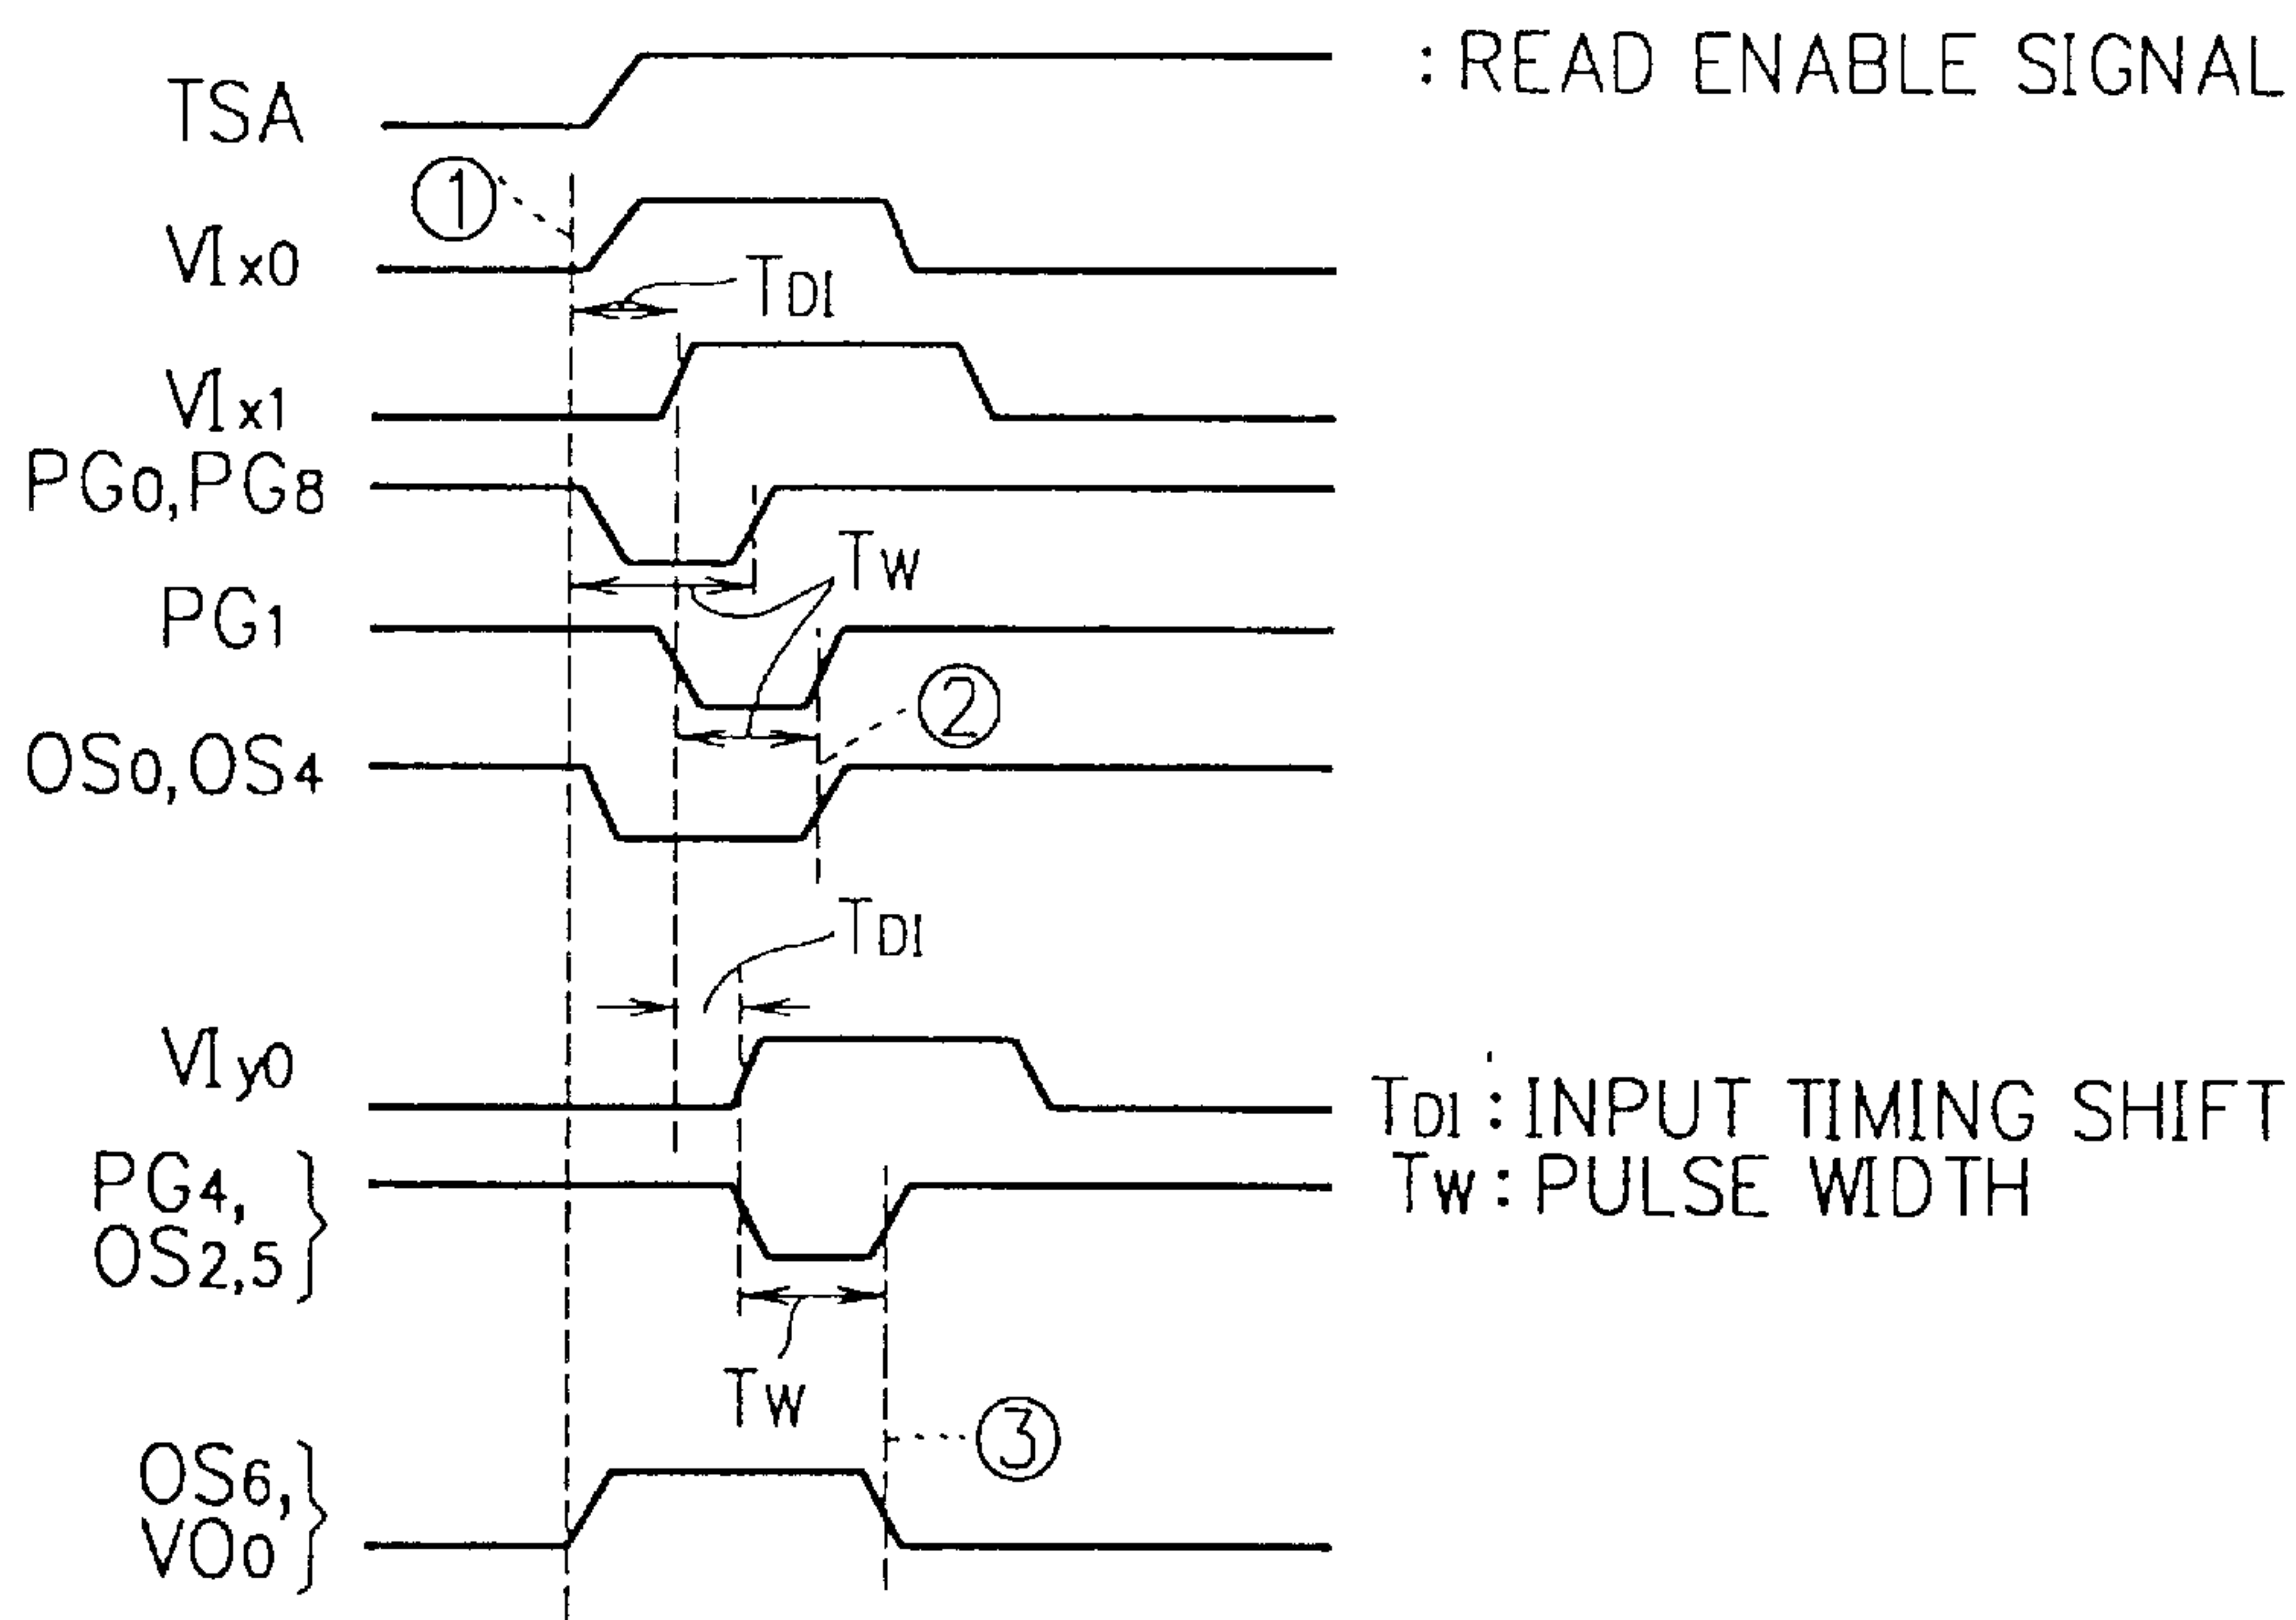 TSA
: READ ENABLE SIGNAL
①
VIx0
TDI
VIx1
PG0,PG8
TW
PG1
②
OS0,OS4
TDI
VIy0
TDI : INPUT TIMING SHIFT
PG4,
TW : PULSE WIDTH
OS2,5
TW
③
OS6,
VO0